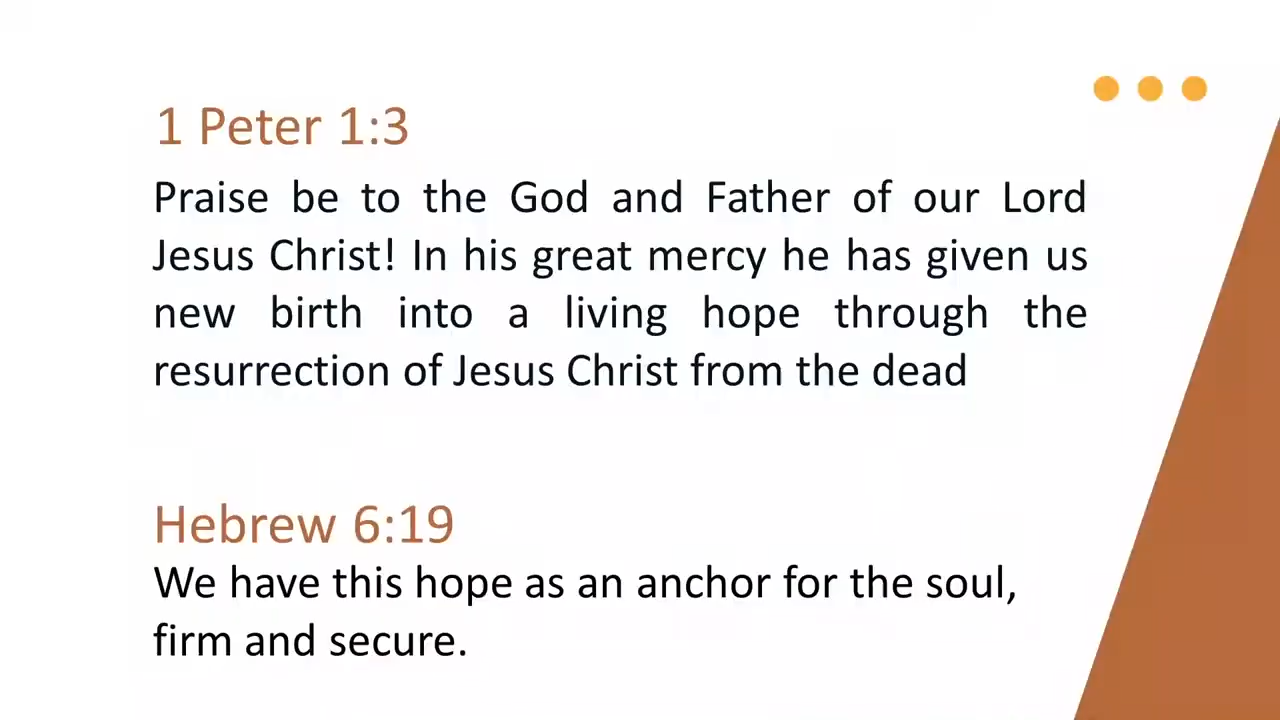 1 Peter 1:3
Praise be to the God and Father of our Lord
Jesus Christ! In his great mercy he has given us
new birth into a living hope through the
resurrection of Jesus Christ from the dead
Hebrew 6:19
We have this hope as an anchor for the soul,
firm and secure.